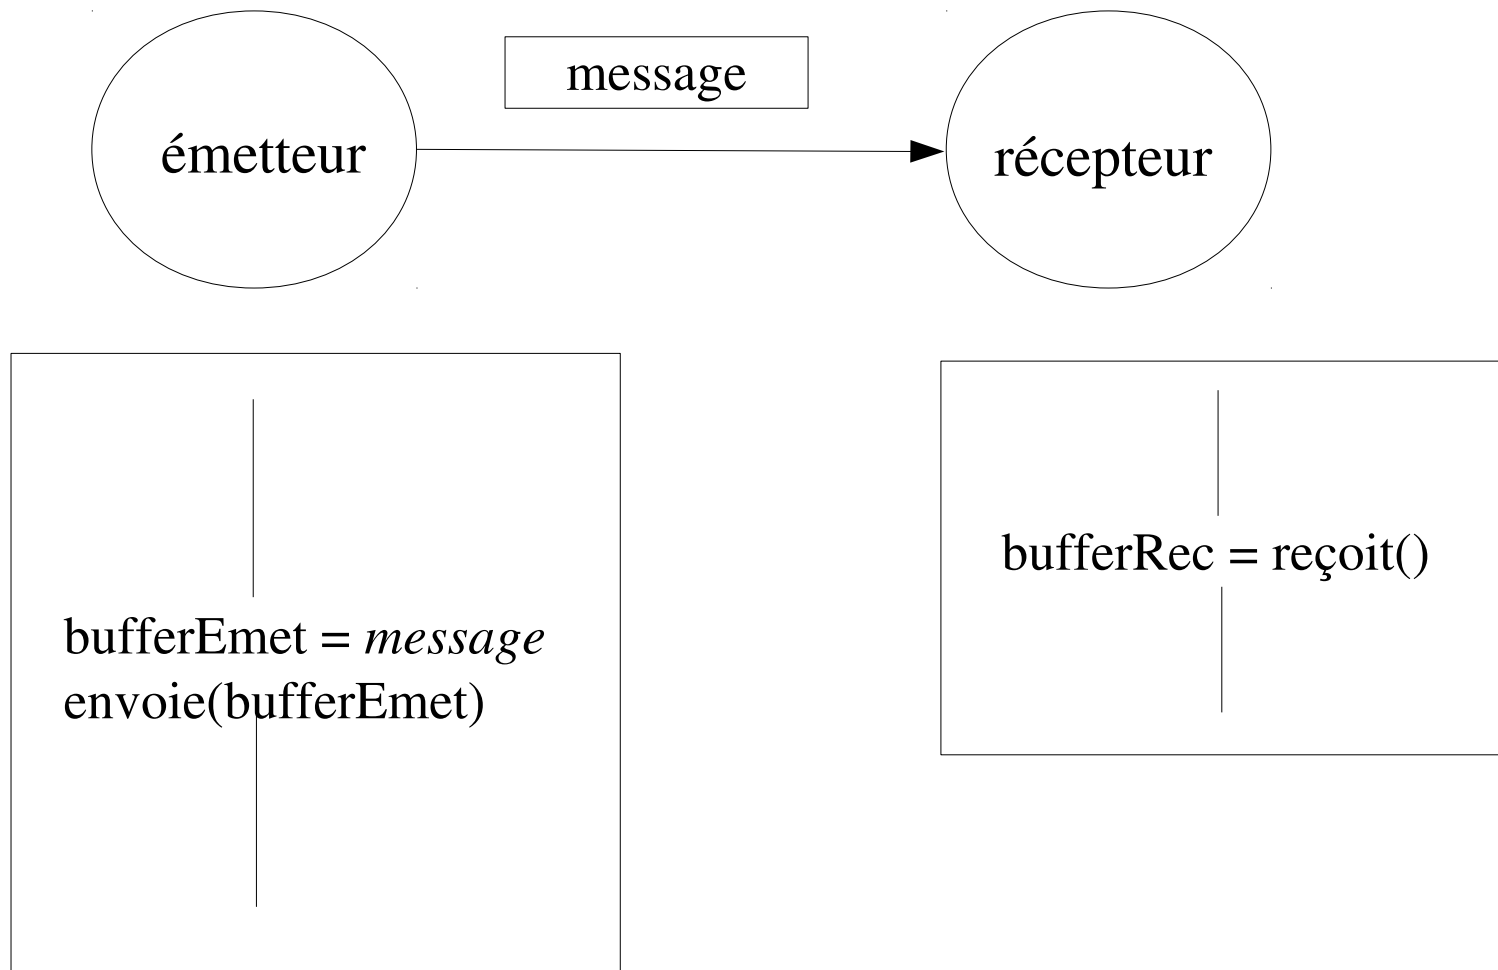 message
émetteur
récepteur
bufferEmet = message
envoie(bufferEmet)
bufferRec = reçoit()